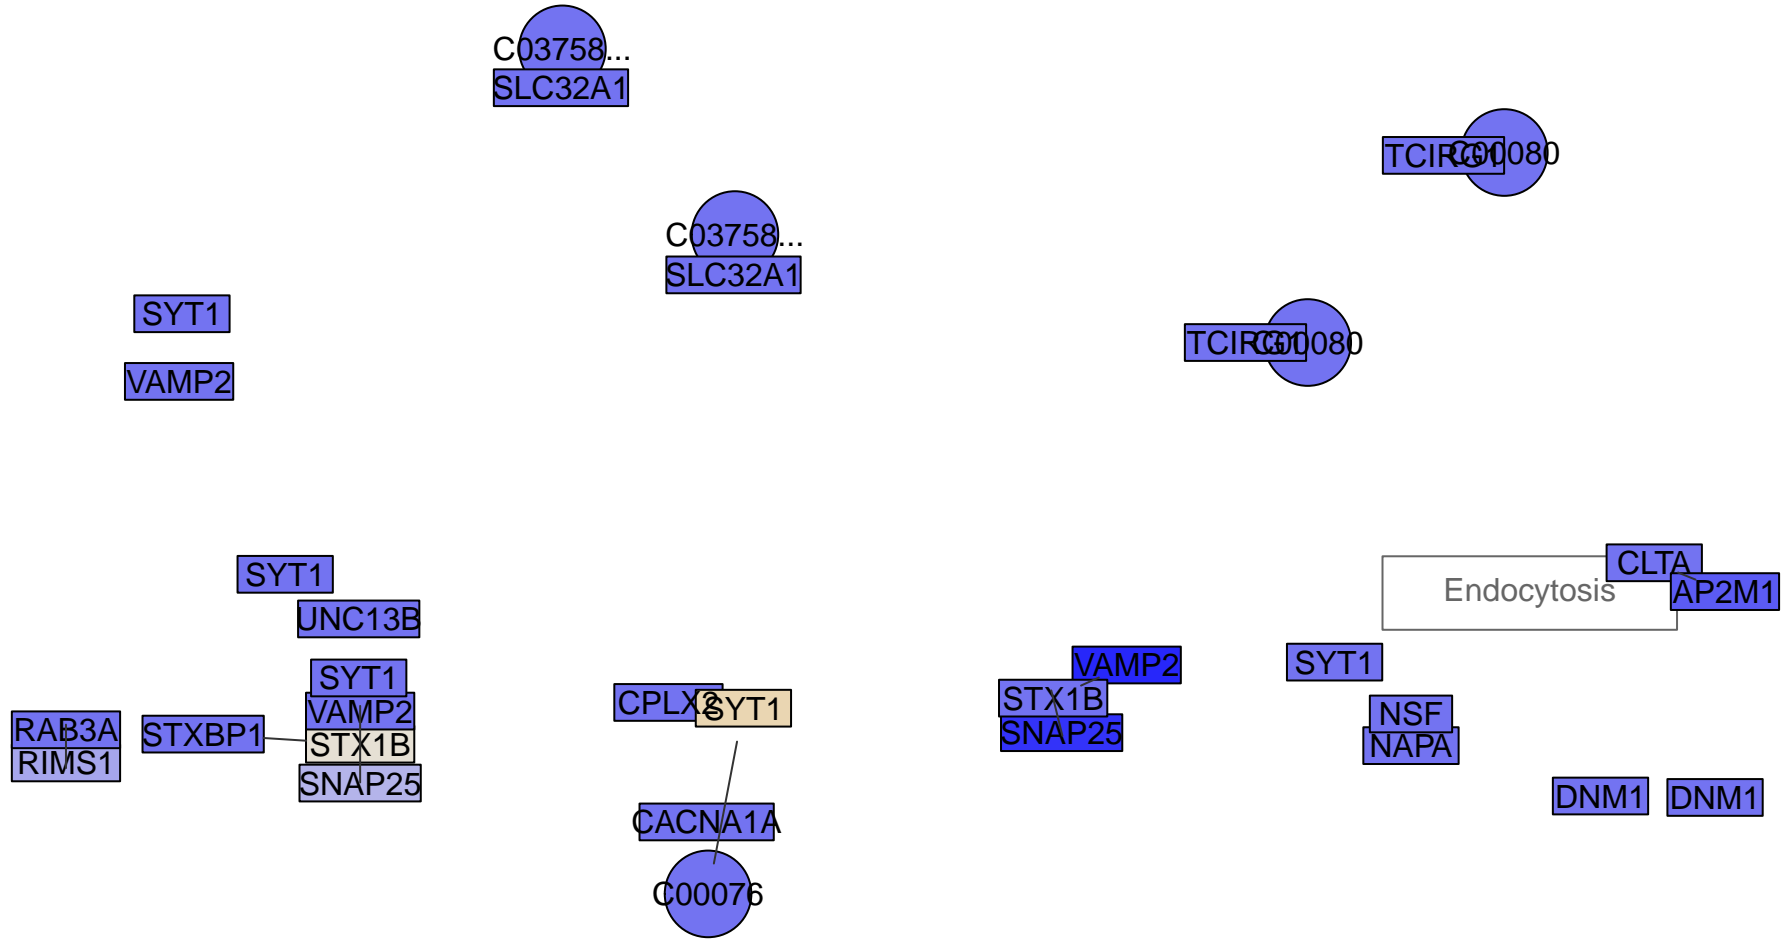 C03758...
SLC32A1
TCIRG1
C00080
C03758...
SLC32A1
SYT1
TCIRG1
C00080
VAMP2
SYT1
CLTA
Endocytosis
AP2M1
UNC13B
SYT1
VAMP2
SYT1
STX1B
CPLX2
SYT1
VAMP2
NSF
RAB3A
STXBP1
SNAP25
STX1B
NAPA
RIMS1
SNAP25
DNM1
DNM1
CACNA1A
C00076